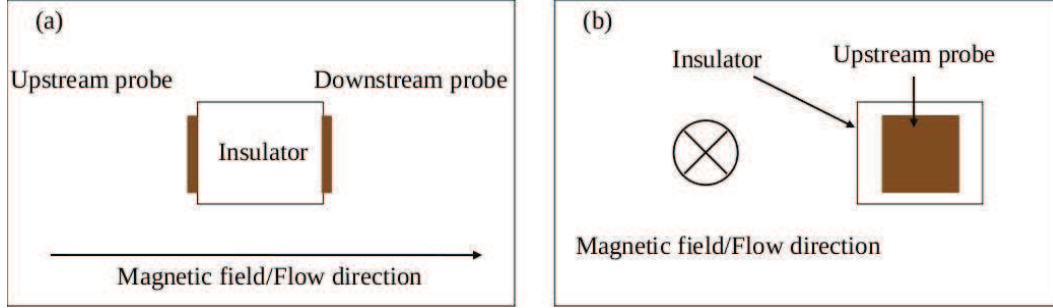 (a)
Upstream probe
Downstream probe
Insulator
Magnetic field/Flow direction
(b)
Upstream probe
Insulator
Magnetic field/Flow direction